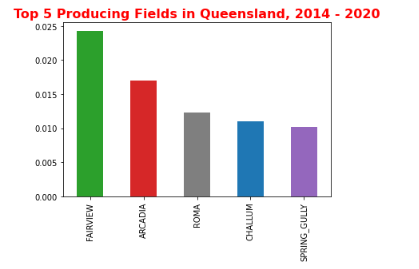 Top 5 Producing Fields in Queensland, 2014 - 2020
0.025
0.020
0.015
0.010
0.005
0.000
FAIRVIEW
ARCADIA
ROMA
CHALLUM
SPRING_GULLY